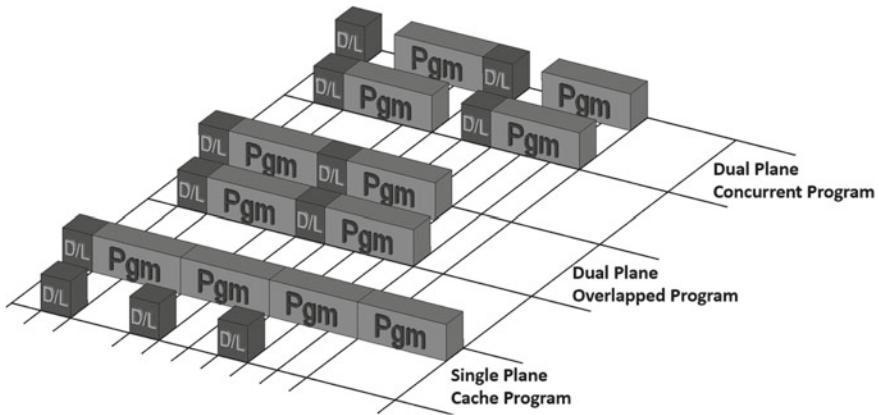 D/L
Pgm D/L
D/L Pgm Pgm
D/L Pgm
D/L Pgm D/L Pgm
D/L Pgm D/L Pgm
Dual Plane
Concurrent Program
D/L Pgm Pgm Pgm Pgm
D/L D/L D/L
Dual Plane
Overlapped Program
Single Plane
Cache Program